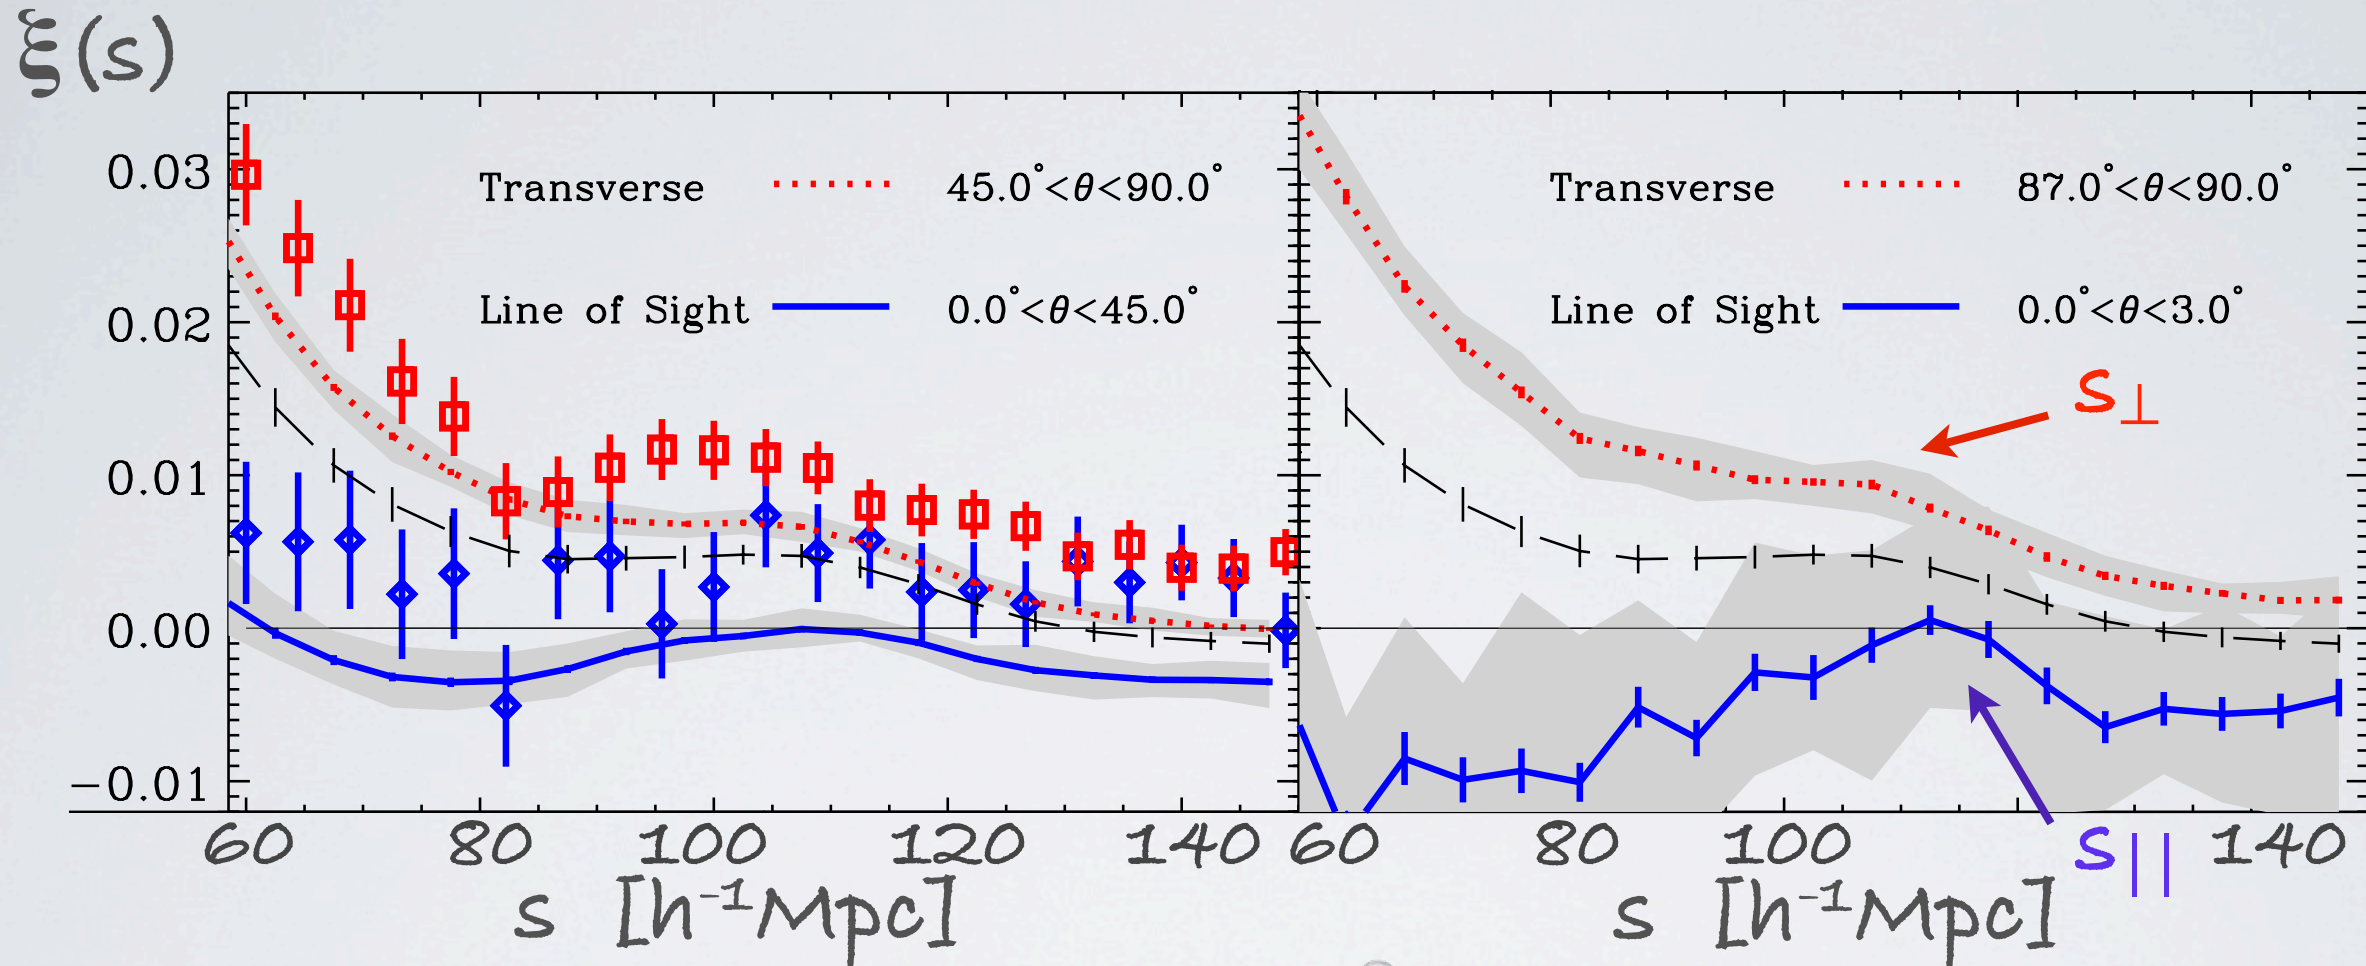 ξ(s)
0.03
0.02
0.01
0.00
−0.01
Transverse 45.0°<θ<90.0°
Line of Sight 0.0°<θ<45.0°
Transverse 87.0°<θ<90.0°
Line of Sight 0.0°<θ<3.0°
s⊥
s||
60 80 100 120 140
60 80 100 140
s [h⁻¹Mpc]
s [h⁻¹Mpc]